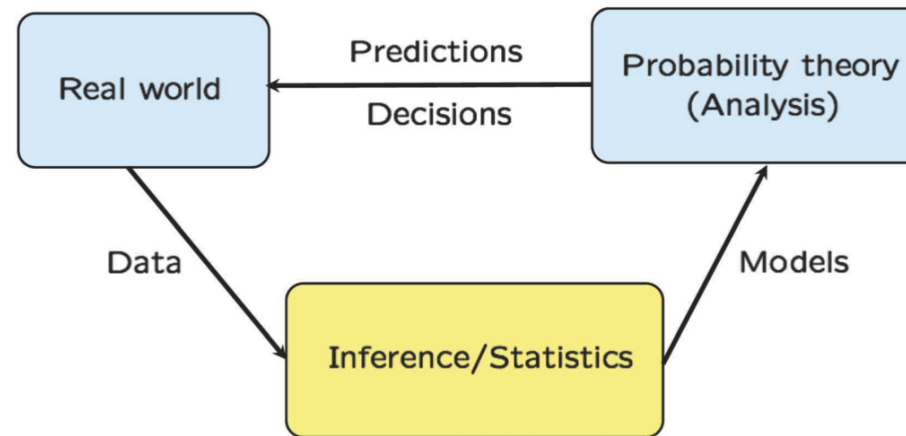 Predictions
Real world
Probability theory
(Analysis)
Decisions
Data
Models
Inference/Statistics